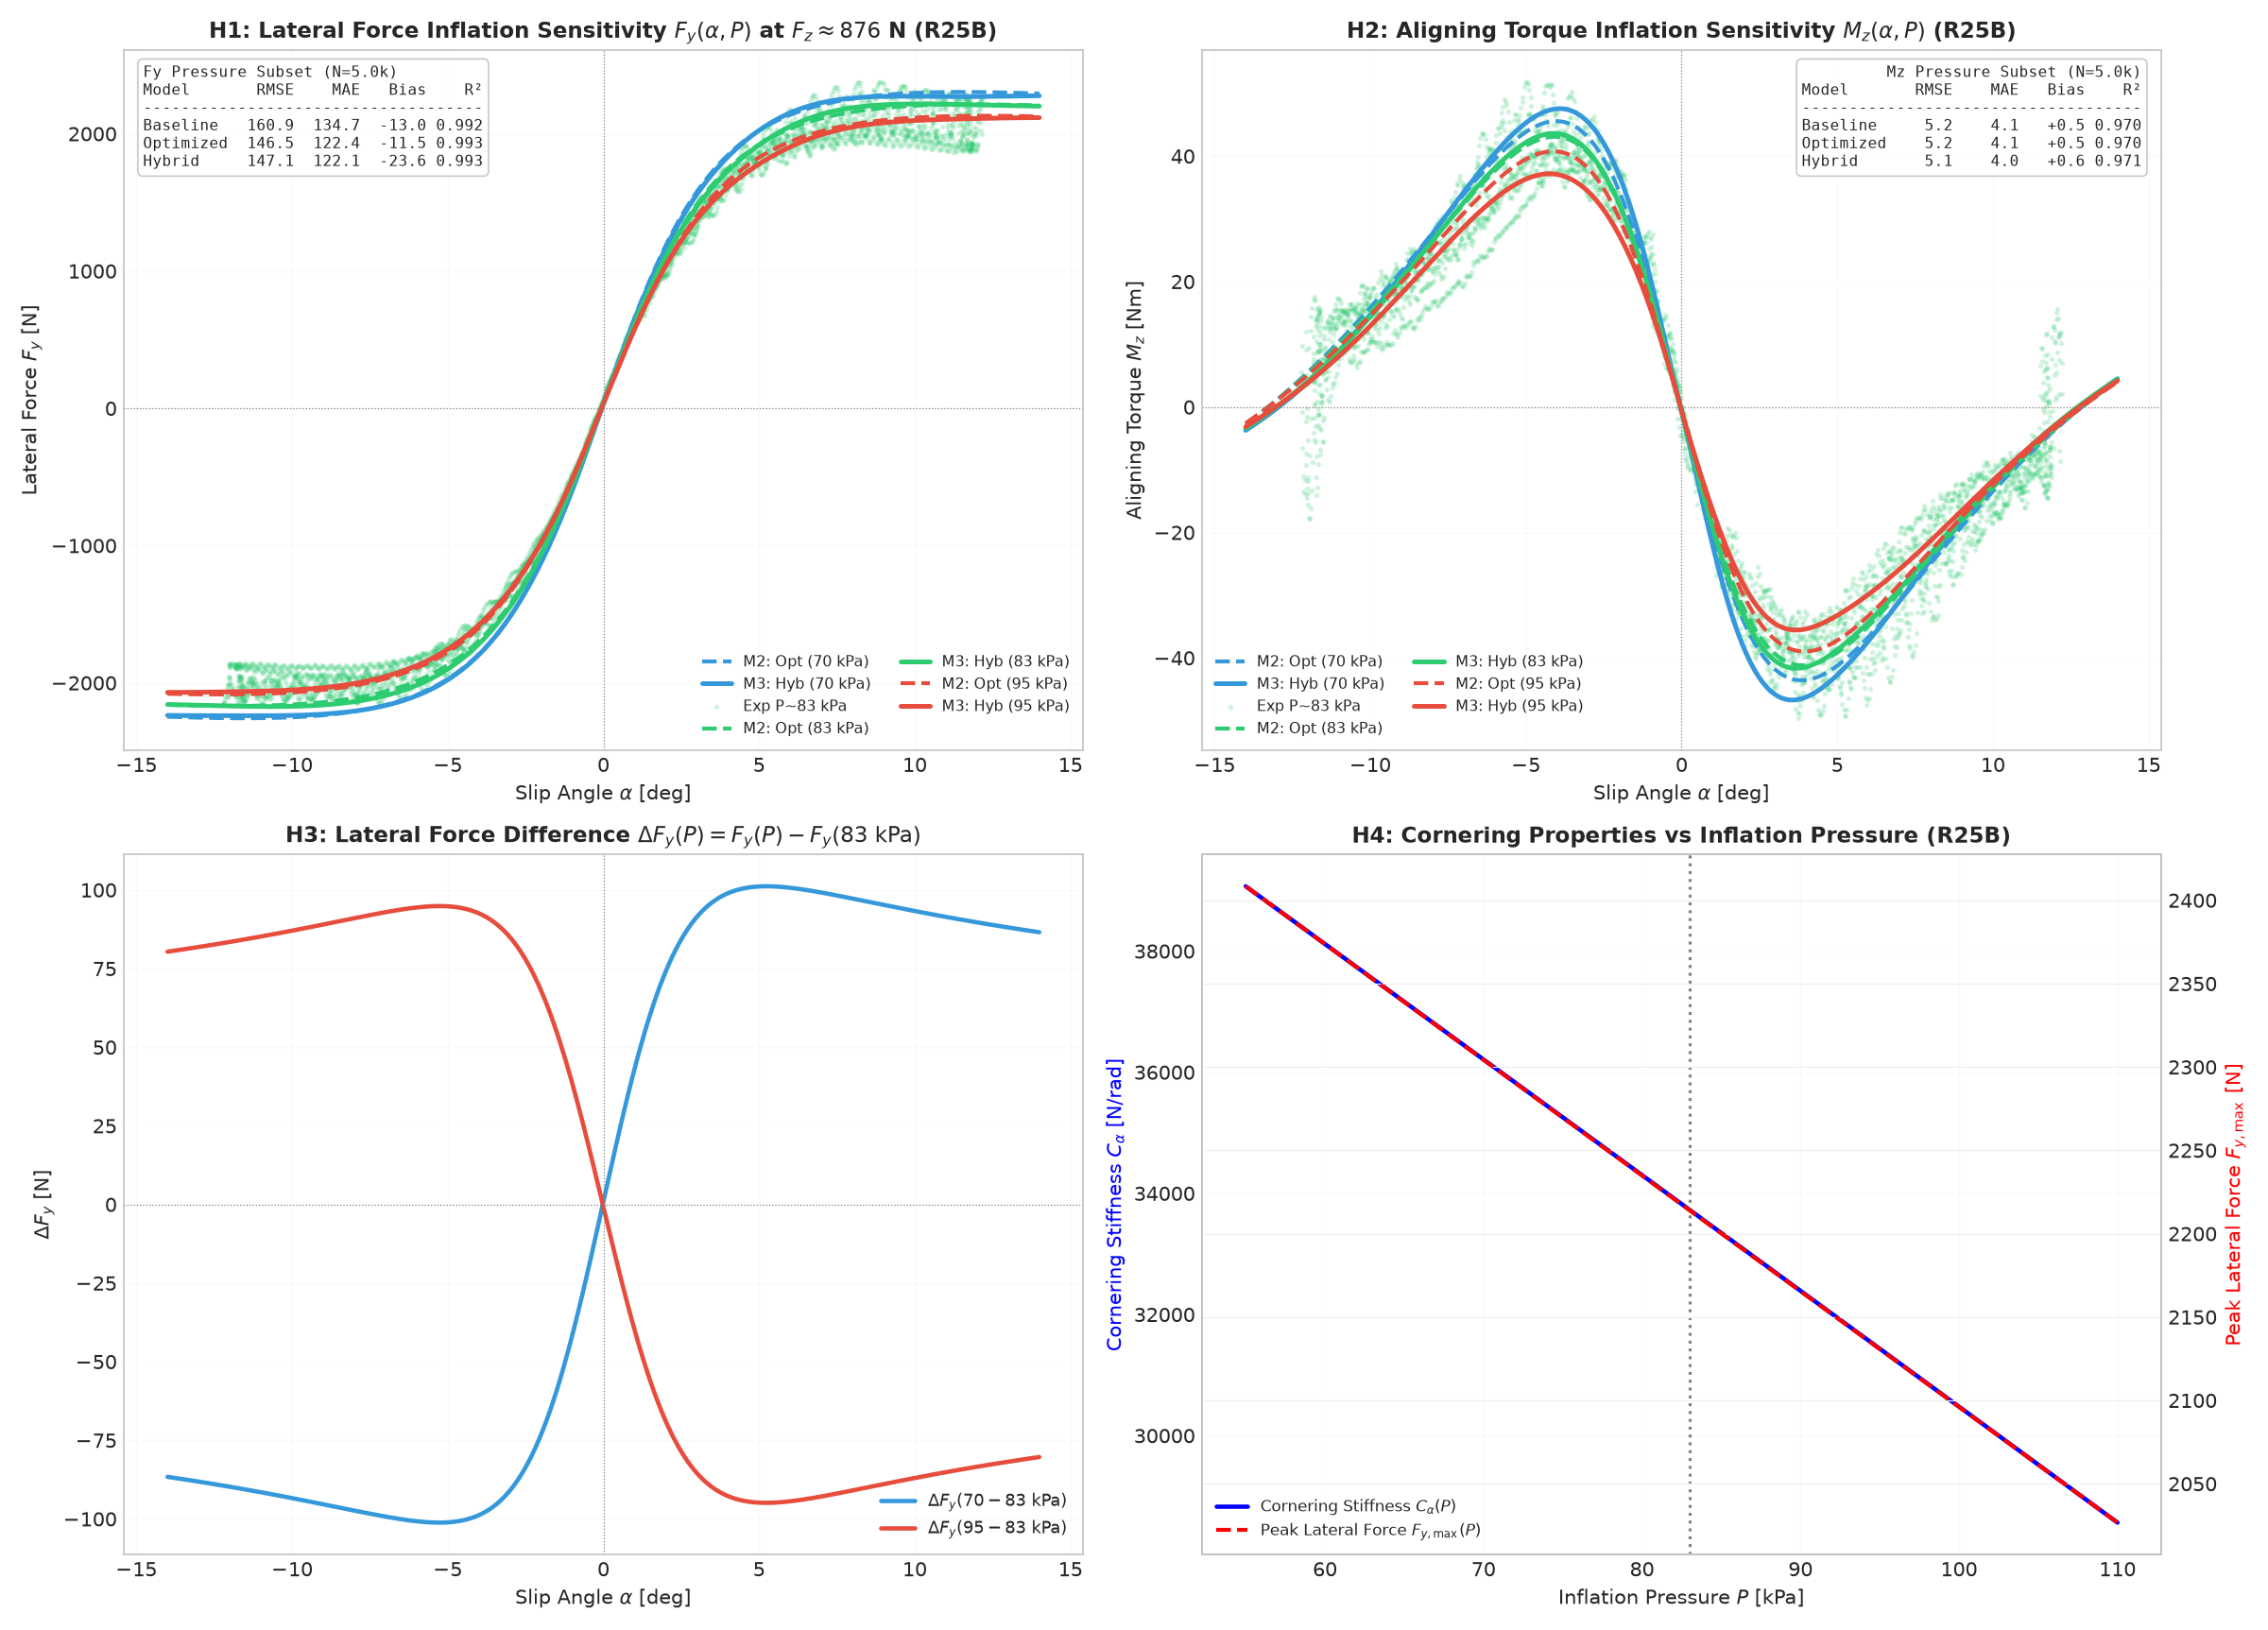 H1: Lateral Force Inflation Sensitivity Fy(α, P) at Fz ≈ 876 N (R25B)
Fy Pressure Subset (N=5.0k)
Model RMSE MAE Bias R²
------------------------------------
Baseline 160.9 134.7 -13.0 0.992
Optimized 146.5 122.4 -11.5 0.993
Hybrid 147.1 122.1 -23.6 0.993
Lateral Force Fy [N]
2000
1000
0
−1000
−2000
M2: Opt (70 kPa)
M3: Hyb (70 kPa)
Exp P~83 kPa
M2: Opt (83 kPa)
M3: Hyb (83 kPa)
M2: Opt (95 kPa)
M3: Hyb (95 kPa)
−15 −10 −5 0 5 10 15
Slip Angle α [deg]
H2: Aligning Torque Inflation Sensitivity Mz(α, P) (R25B)
Mz Pressure Subset (N=5.0k)
Model RMSE MAE Bias R²
------------------------------------
Baseline 5.2 4.1 +0.5 0.970
Optimized 5.2 4.1 +0.5 0.970
Hybrid 5.1 4.0 +0.6 0.971
Aligning Torque Mz [Nm]
40
20
0
−20
−40
M2: Opt (70 kPa)
M3: Hyb (70 kPa)
Exp P~83 kPa
M2: Opt (83 kPa)
M3: Hyb (83 kPa)
M2: Opt (95 kPa)
M3: Hyb (95 kPa)
−15 −10 −5 0 5 10 15
Slip Angle α [deg]
H3: Lateral Force Difference ΔFy(P) = Fy(P) − Fy(83 kPa)
ΔFy [N]
100
75
50
25
0
−25
−50
−75
−100
ΔFy(70 − 83 kPa)
ΔFy(95 − 83 kPa)
−15 −10 −5 0 5 10 15
Slip Angle α [deg]
H4: Cornering Properties vs Inflation Pressure (R25B)
Cornering Stiffness Cα [N/rad]
38000
36000
34000
32000
30000
Peak Lateral Force Fy,max [N]
2400
2350
2300
2250
2200
2150
2100
2050
Cornering Stiffness Cα(P)
Peak Lateral Force Fy,max(P)
60 70 80 90 100 110
Inflation Pressure P [kPa]